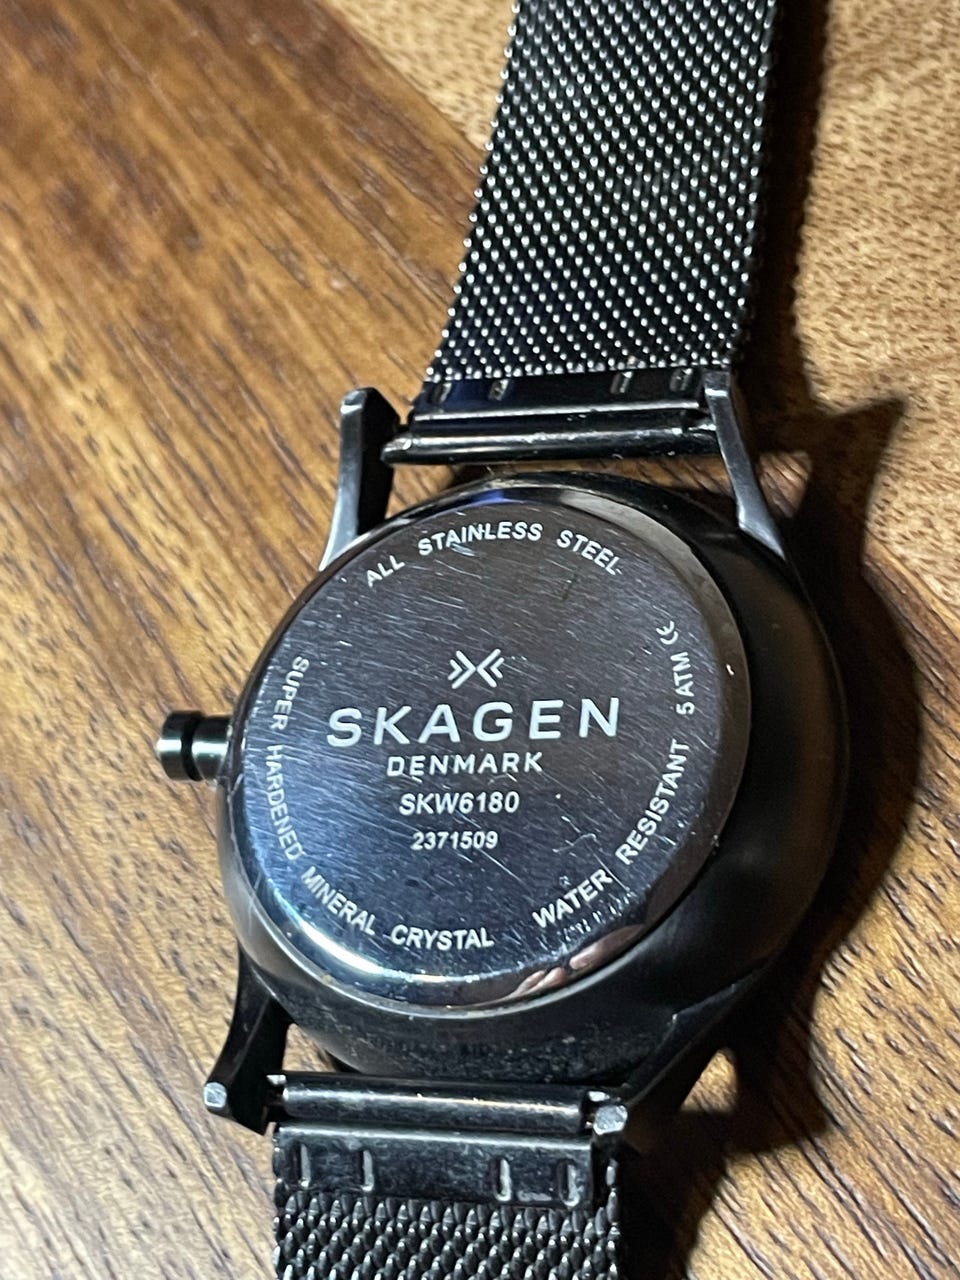 ALL STAINLESS STEEL
SKAGEN
DENMARK
SKW6180
2371509
SUPER HARDENED MINERAL CRYSTAL
WATER RESISTANT 5 ATM CE